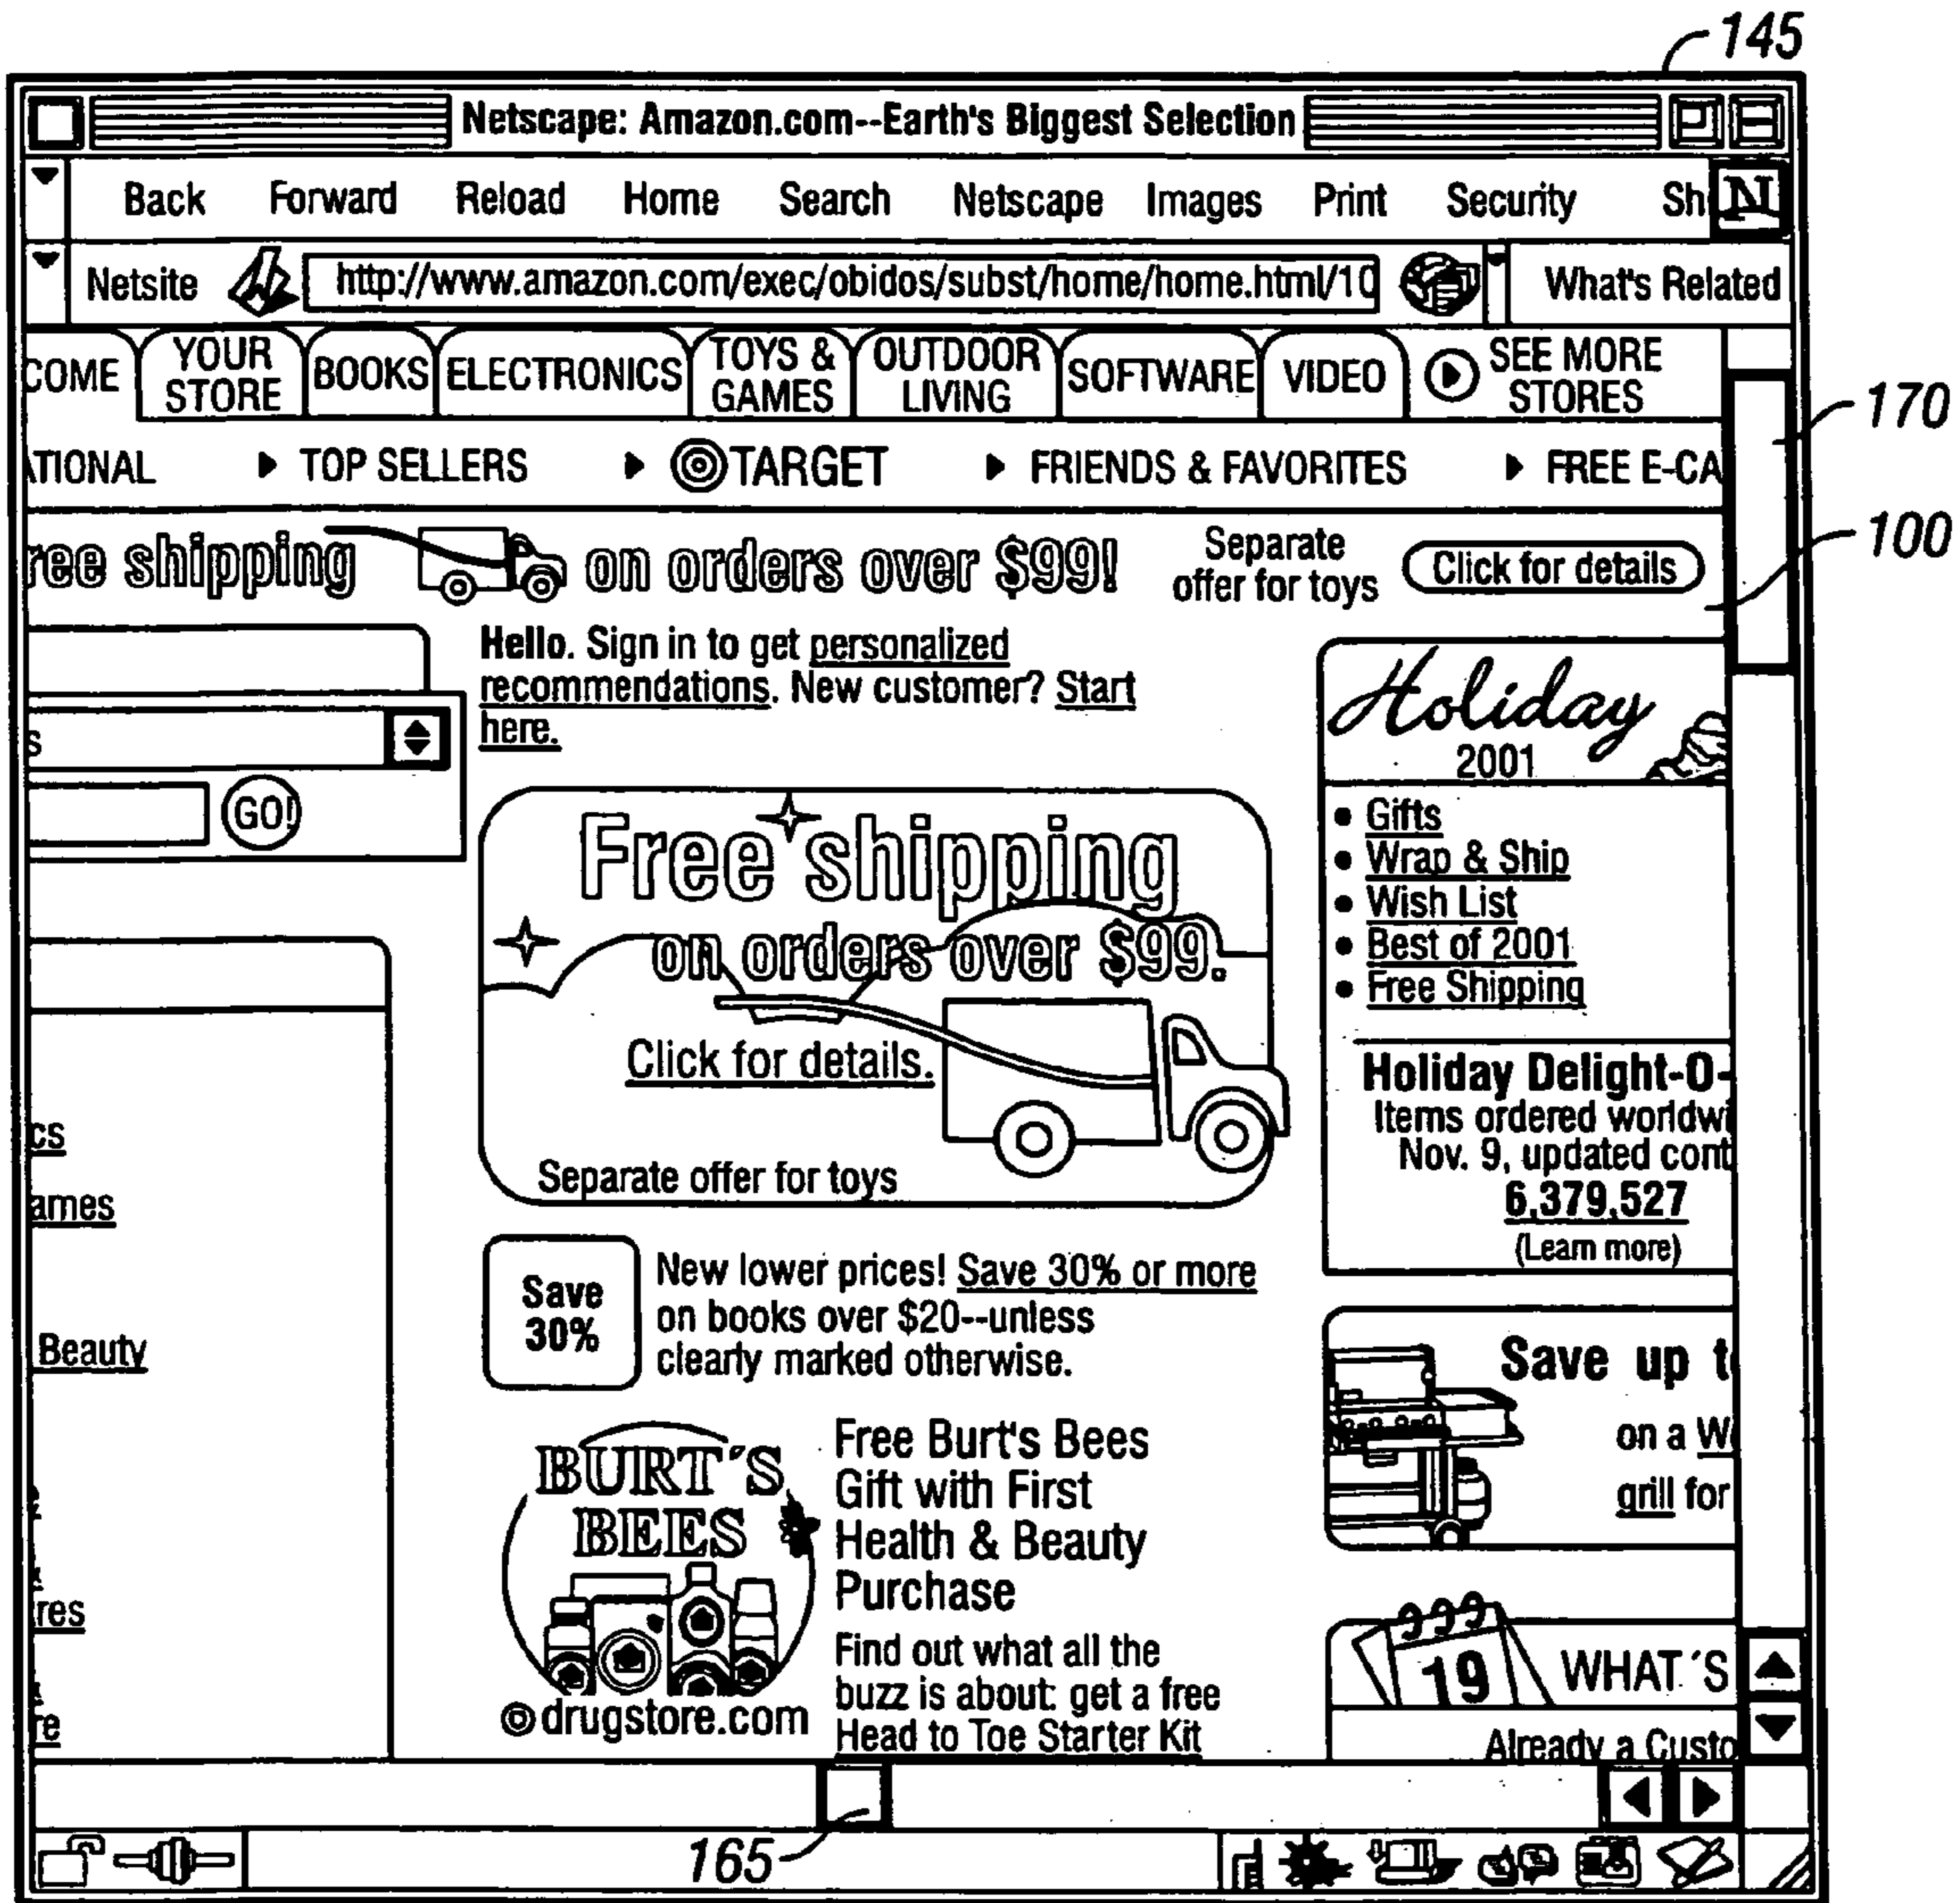 145
Netscape: Amazon.com--Earth's Biggest Selection
Back Forward Reload Home Search Netscape Images Print Security Sh N
Netsite http://www.amazon.com/exec/obidos/subst/home/home.html/10 What's Related
COME YOUR STORE BOOKS ELECTRONICS TOYS & GAMES OUTDOOR LIVING SOFTWARE VIDEO SEE MORE STORES
170
ATIONAL TOP SELLERS TARGET FRIENDS & FAVORITES FREE E-CA
100
ree shipping on orders over $99! Separate offer for toys Click for details
Hello. Sign in to get personalized
recommendations. New customer? Start
here.
s
GO!
Free shipping
on orders over $99.
Click for details.
Separate offer for toys
Holiday
2001
• Gifts
• Wrap & Ship
• Wish List
• Best of 2001
• Free Shipping
Holiday Delight-O-
Items ordered worldwi
Nov. 9, updated cont
6,379,527
(Learn more)
cs
ames
Beauty
res
re
Save
30%
New lower prices! Save 30% or more
on books over $20--unless
clearly marked otherwise.
Save up t
on a W
grill for
BURT´S
BEES
©drugstore.com
Free Burt's Bees
Gift with First
Health & Beauty
Purchase
Find out what all the
buzz is about: get a free
Head to Toe Starter Kit
19
WHAT´S
Already a Custo
165